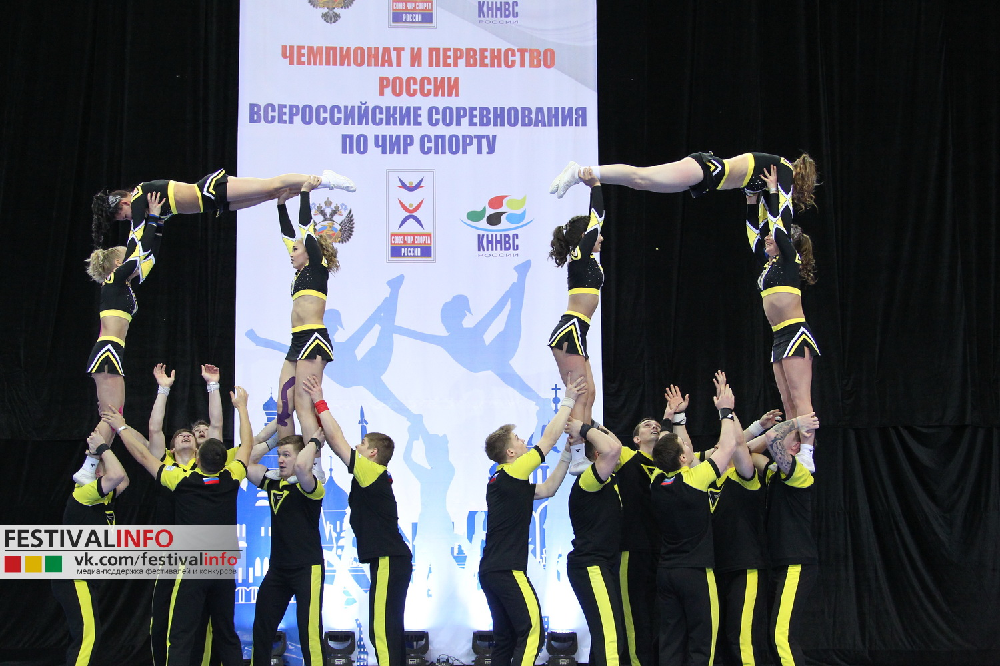 СОЮЗ ЧИР СПОРТА
РОССИИ
КННВС
РОССИИ
ЧЕМПИОНАТ И ПЕРВЕНСТВО
РОССИИ
ВСЕРОССИЙСКИЕ СОРЕВНОВАНИЯ
ПО ЧИР СПОРТУ
СОЮЗ ЧИР СПОРТА
РОССИИ
КННВС
РОССИИ
FESTIVALINFO
vk.com/festivalinfo
медиа-поддержка фестивалей и конкурсов